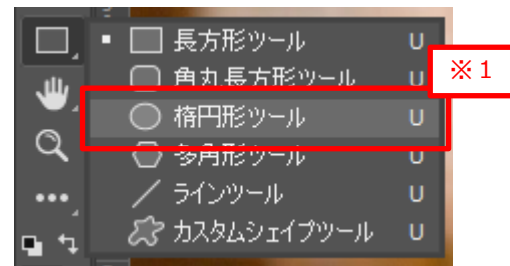 長方形ツール U
角丸長方形ツール U
楕円形ツール U
多角形ツール U
ラインツール U
カスタムシェイプツール U
※1